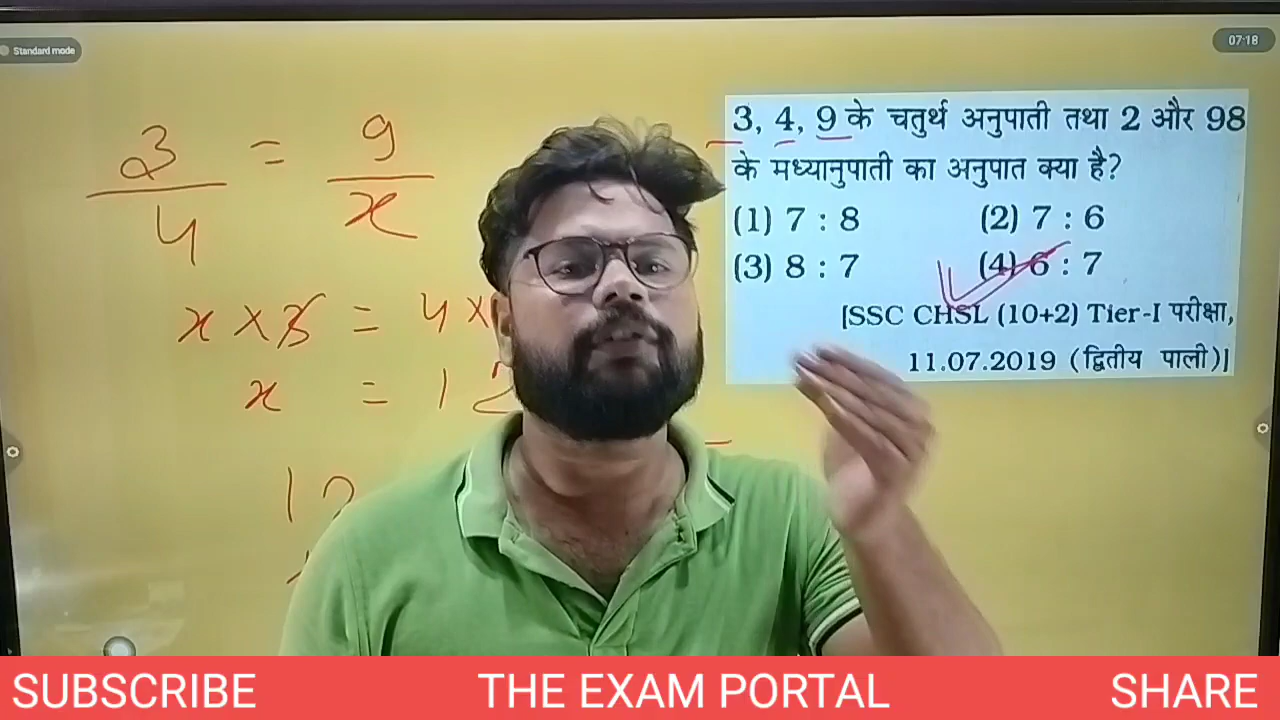 Standard mode
07:18
3 = 9
4 x
x × 3 = 4 ×
x = 12
12
3, 4, 9 के चतुर्थ अनुपाती तथा 2 और 98
के मध्यानुपाती का अनुपात क्या है?
(1) 7 : 8 (2) 7 : 6
(3) 8 : 7 (4) 6 : 7
[SSC CHSL (10+2) Tier-I परीक्षा,
11.07.2019 (द्वितीय पाली)]
SUBSCRIBE THE EXAM PORTAL SHARE